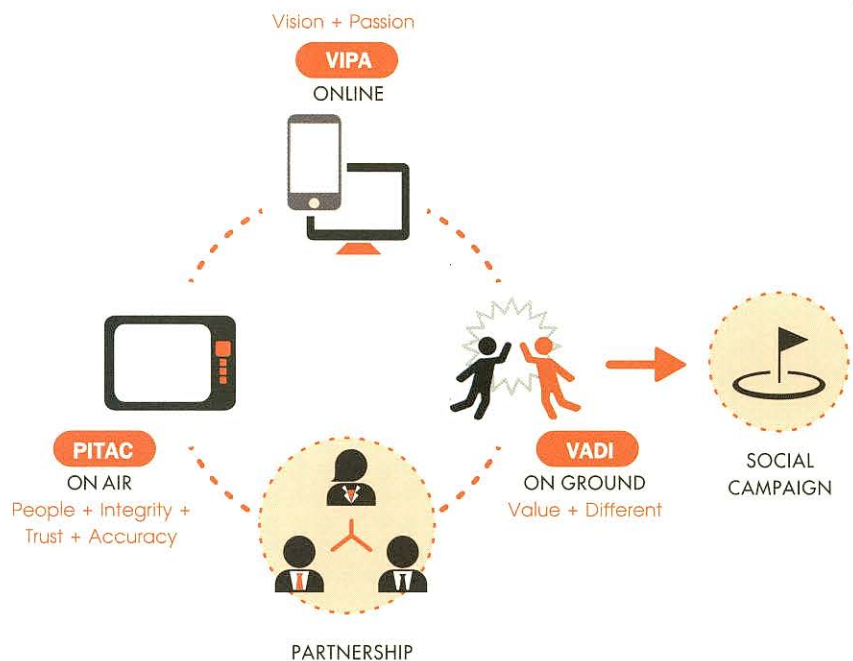 Vision + Passion
VIPA
ONLINE
PITAC
ON AIR
People + Integrity +
Trust + Accuracy
VADI
ON GROUND
Value + Different
SOCIAL
CAMPAIGN
PARTNERSHIP